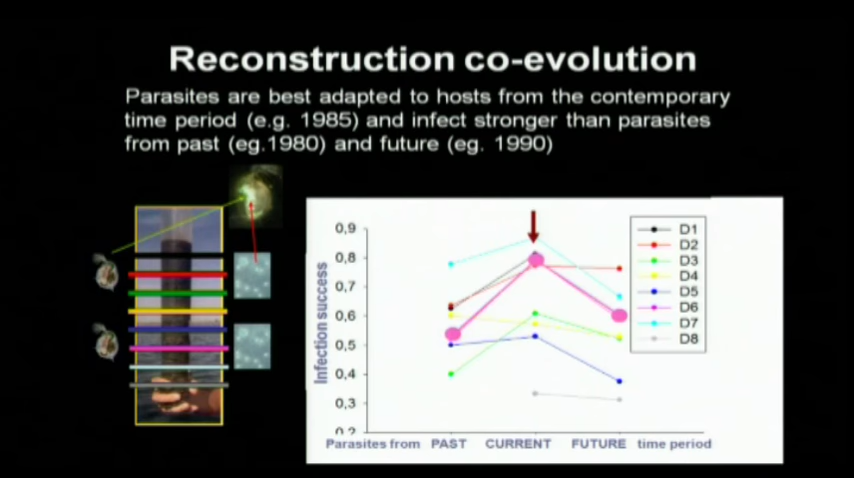 Reconstruction co-evolution
Parasites are best adapted to hosts from the contemporary
time period (e.g. 1985) and infect stronger than parasites
from past (eg.1980) and future (eg. 1990)
Infection success
0,9
0,8
0,7
0,6
0,5
0,4
0,3
0,2
D1
D2
D3
D4
D5
D6
D7
D8
Parasites from PAST CURRENT FUTURE time period